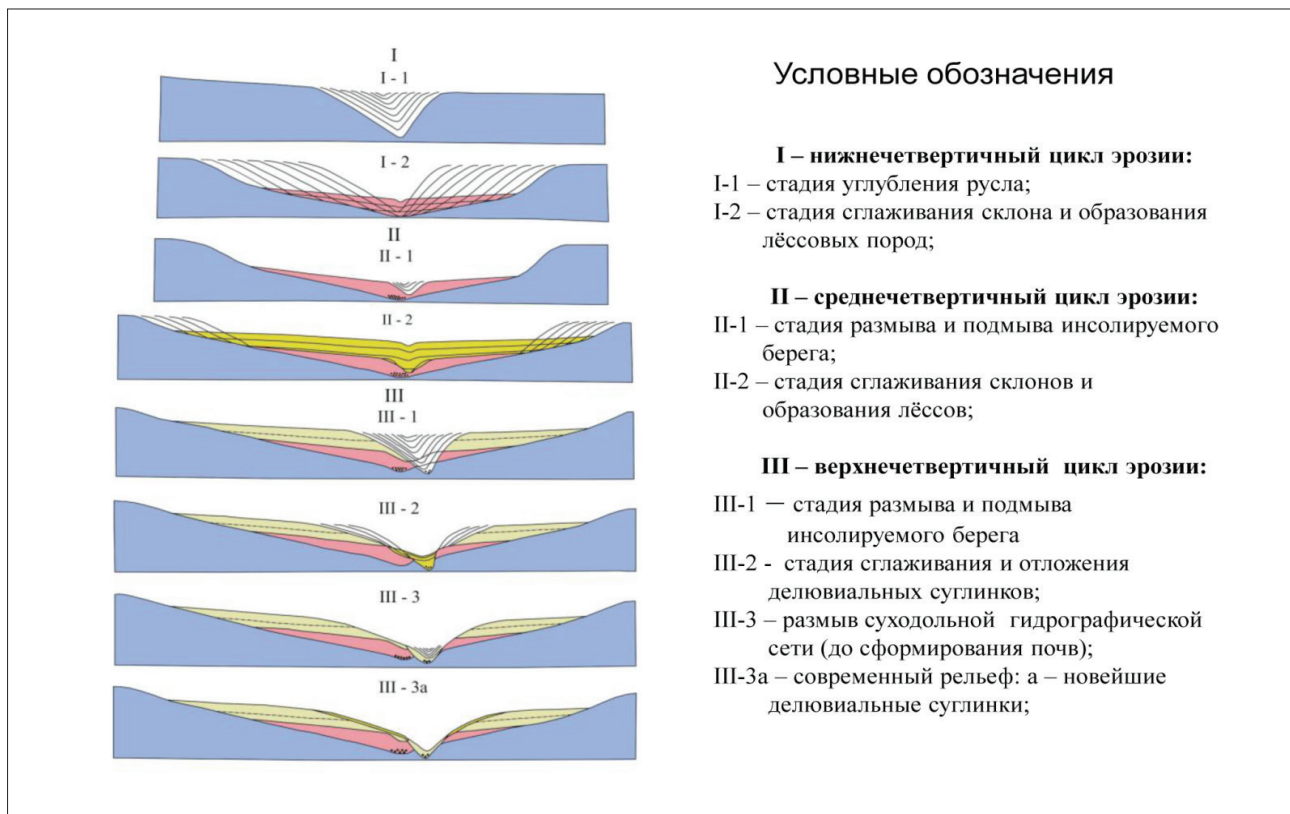 I
I - 1
I - 2
II
II - 1
II - 2
III
III - 1
III - 2
III - 3
III - 3а
Условные обозначения
I – нижнечетвертичный цикл эрозии:
I-1 – стадия углубления русла;
I-2 – стадия сглаживания склона и образования
лёссовых пород;
II – среднечетвертичный цикл эрозии:
II-1 – стадия размыва и подмыва инсолируемого
берега;
II-2 – стадия сглаживания склонов и
образования лёссов;
III – верхнечетвертичный цикл эрозии:
III-1 – стадия размыва и подмыва
инсолируемого берега
III-2 - стадия сглаживания и отложения
делювиальных суглинков;
III-3 – размыв суходольной гидрографической
сети (до сформирования почв);
III-3а – современный рельеф: а – новейшие
делювиальные суглинки;